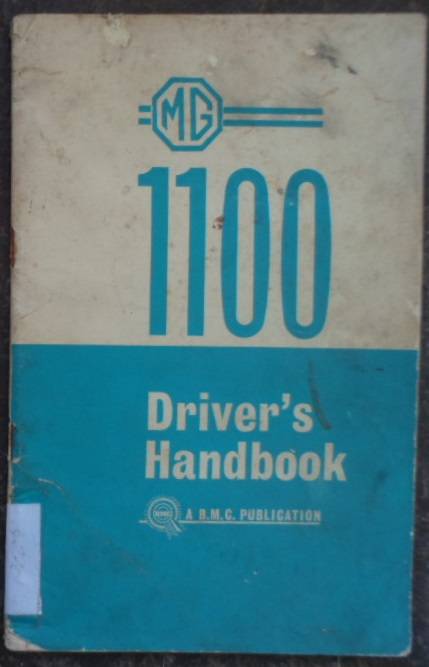 MG
1100
Driver's
Handbook
A B.M.C. PUBLICATION